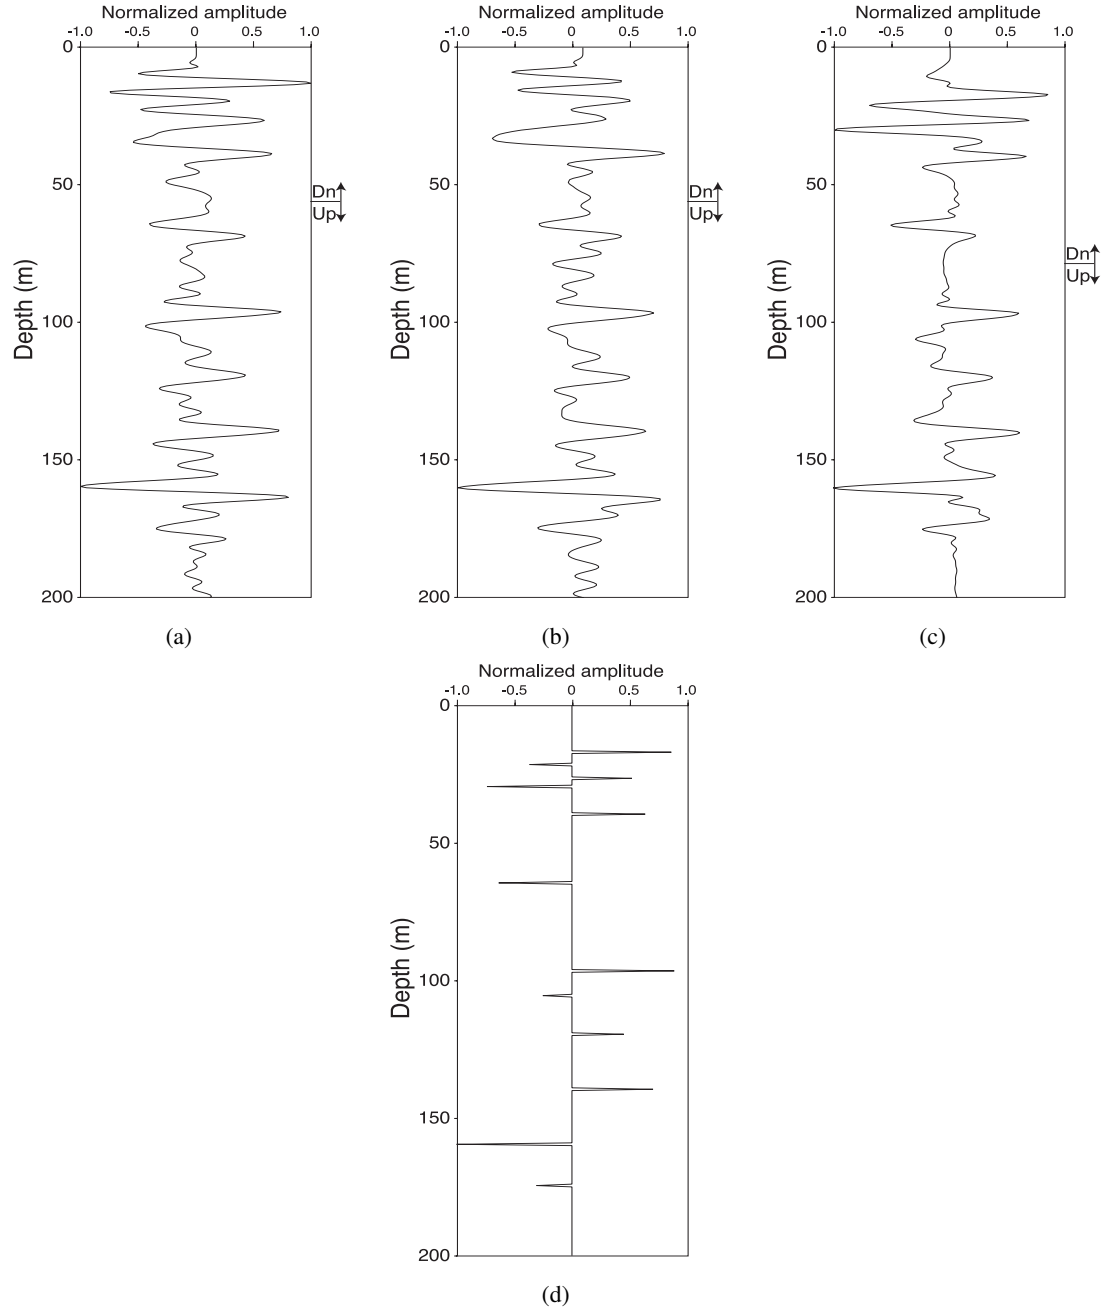 Normalized amplitude Normalized amplitude Normalized amplitude
-1.0 -0.5 0 0.5 1.0 -1.0 -0.5 0 0.5 1.0 -1.0 -0.5 0 0.5 1.0
0 0 0
50 50 50
Dn Dn
Up Up
Dn
Up
Depth (m) Depth (m) Depth (m)
100 100 100
150 150 150
200 200 200
(a) (b) (c)
Normalized amplitude
-1.0 -0.5 0 0.5 1.0
0
50
Depth (m)
100
150
200
(d)